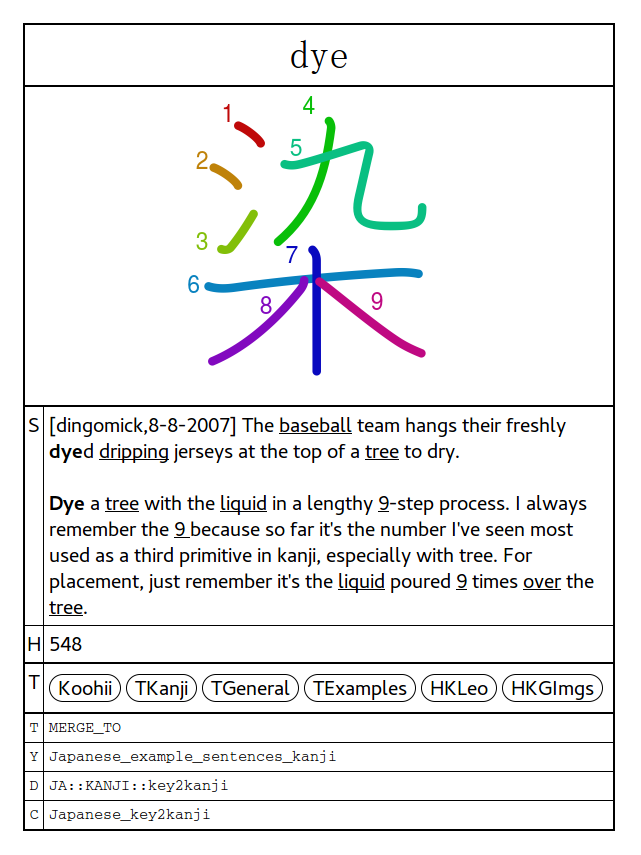 dye
染
1
4
2
5
3
7
6
8
9
S [dingomick,8-8-2007] The baseball team hangs their freshly
dyed dripping jerseys at the top of a tree to dry.
Dye a tree with the liquid in a lengthy 9-step process. I always
remember the 9 because so far it's the number I've seen most
used as a third primitive in kanji, especially with tree. For
placement, just remember it's the liquid poured 9 times over the
tree.
H 548
T Koohii TKanji TGeneral TExamples HKLeo HKGImgs
T MERGE_TO
Y Japanese_example_sentences_kanji
D JA::KANJI::key2kanji
C Japanese_key2kanji